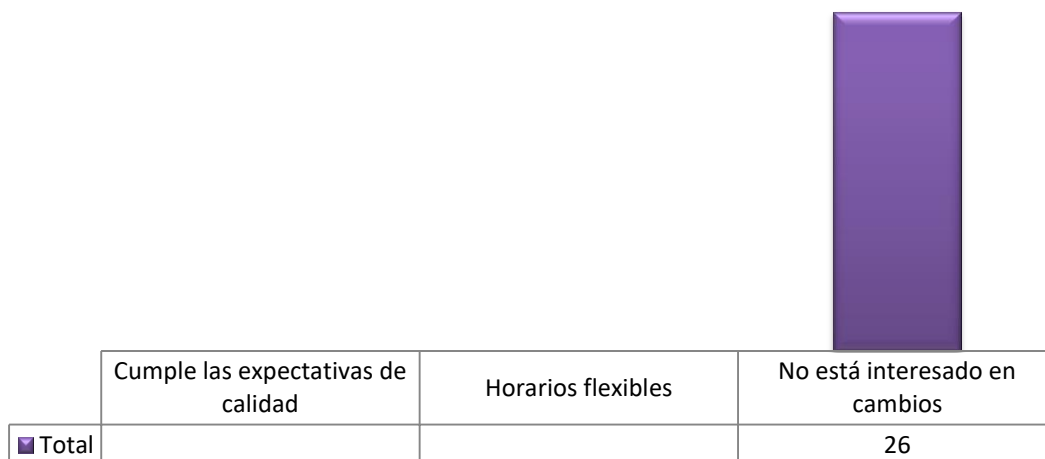 Cumple las expectativas de
calidad
Horarios flexibles
No está interesado en
cambios
Total
26